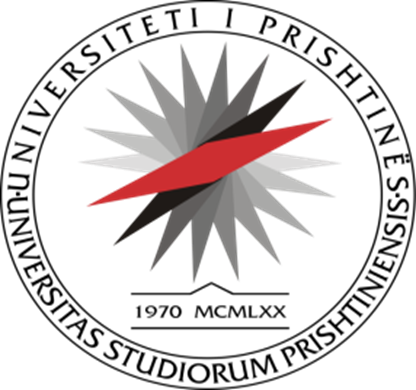 UNIVERSITETI I PRISHTINËS
UNIVERSITAS STUDIORUM PRISHTINIENSIS
1970 MCMLXX